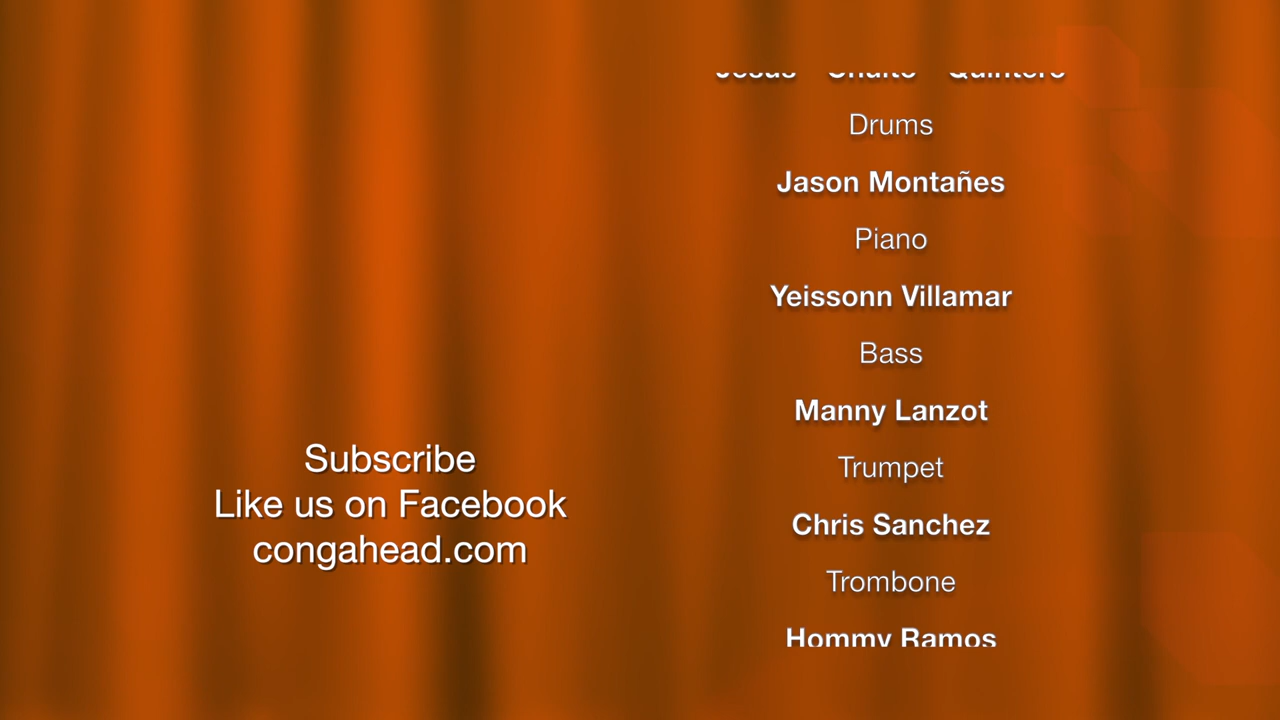 Quintero
Drums
Jason Montañes
Piano
Yeissonn Villamar
Bass
Manny Lanzot
Trumpet
Chris Sanchez
Trombone
Hommy Ramos
Subscribe
Like us on Facebook
congahead.com